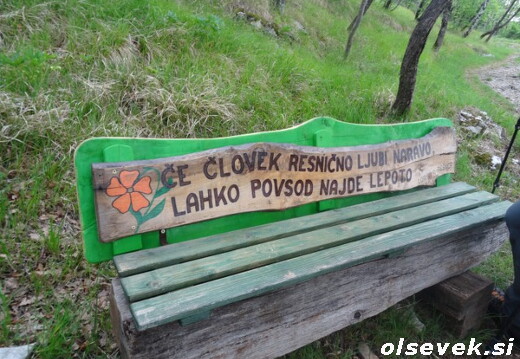 ČE ČLOVEK RESNIČNO LJUBI NARAVO
LAHKO POVSOD NAJDE LEPOTO
olsevek.si